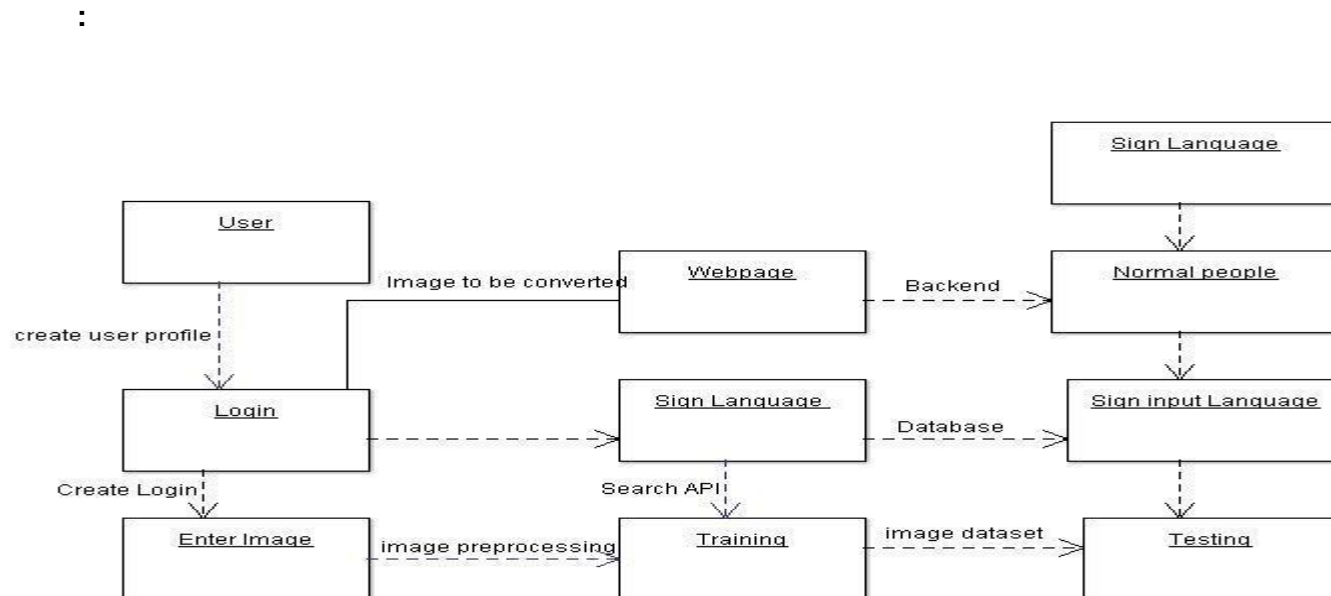 :
Sign Language
User
Webpage
Normal people
Image to be converted
Backend
create user profile
Login
Sign Language
Sign input Language
Database
Create Login
Search API
Enter Image
Training
Testing
image preprocessing
image dataset